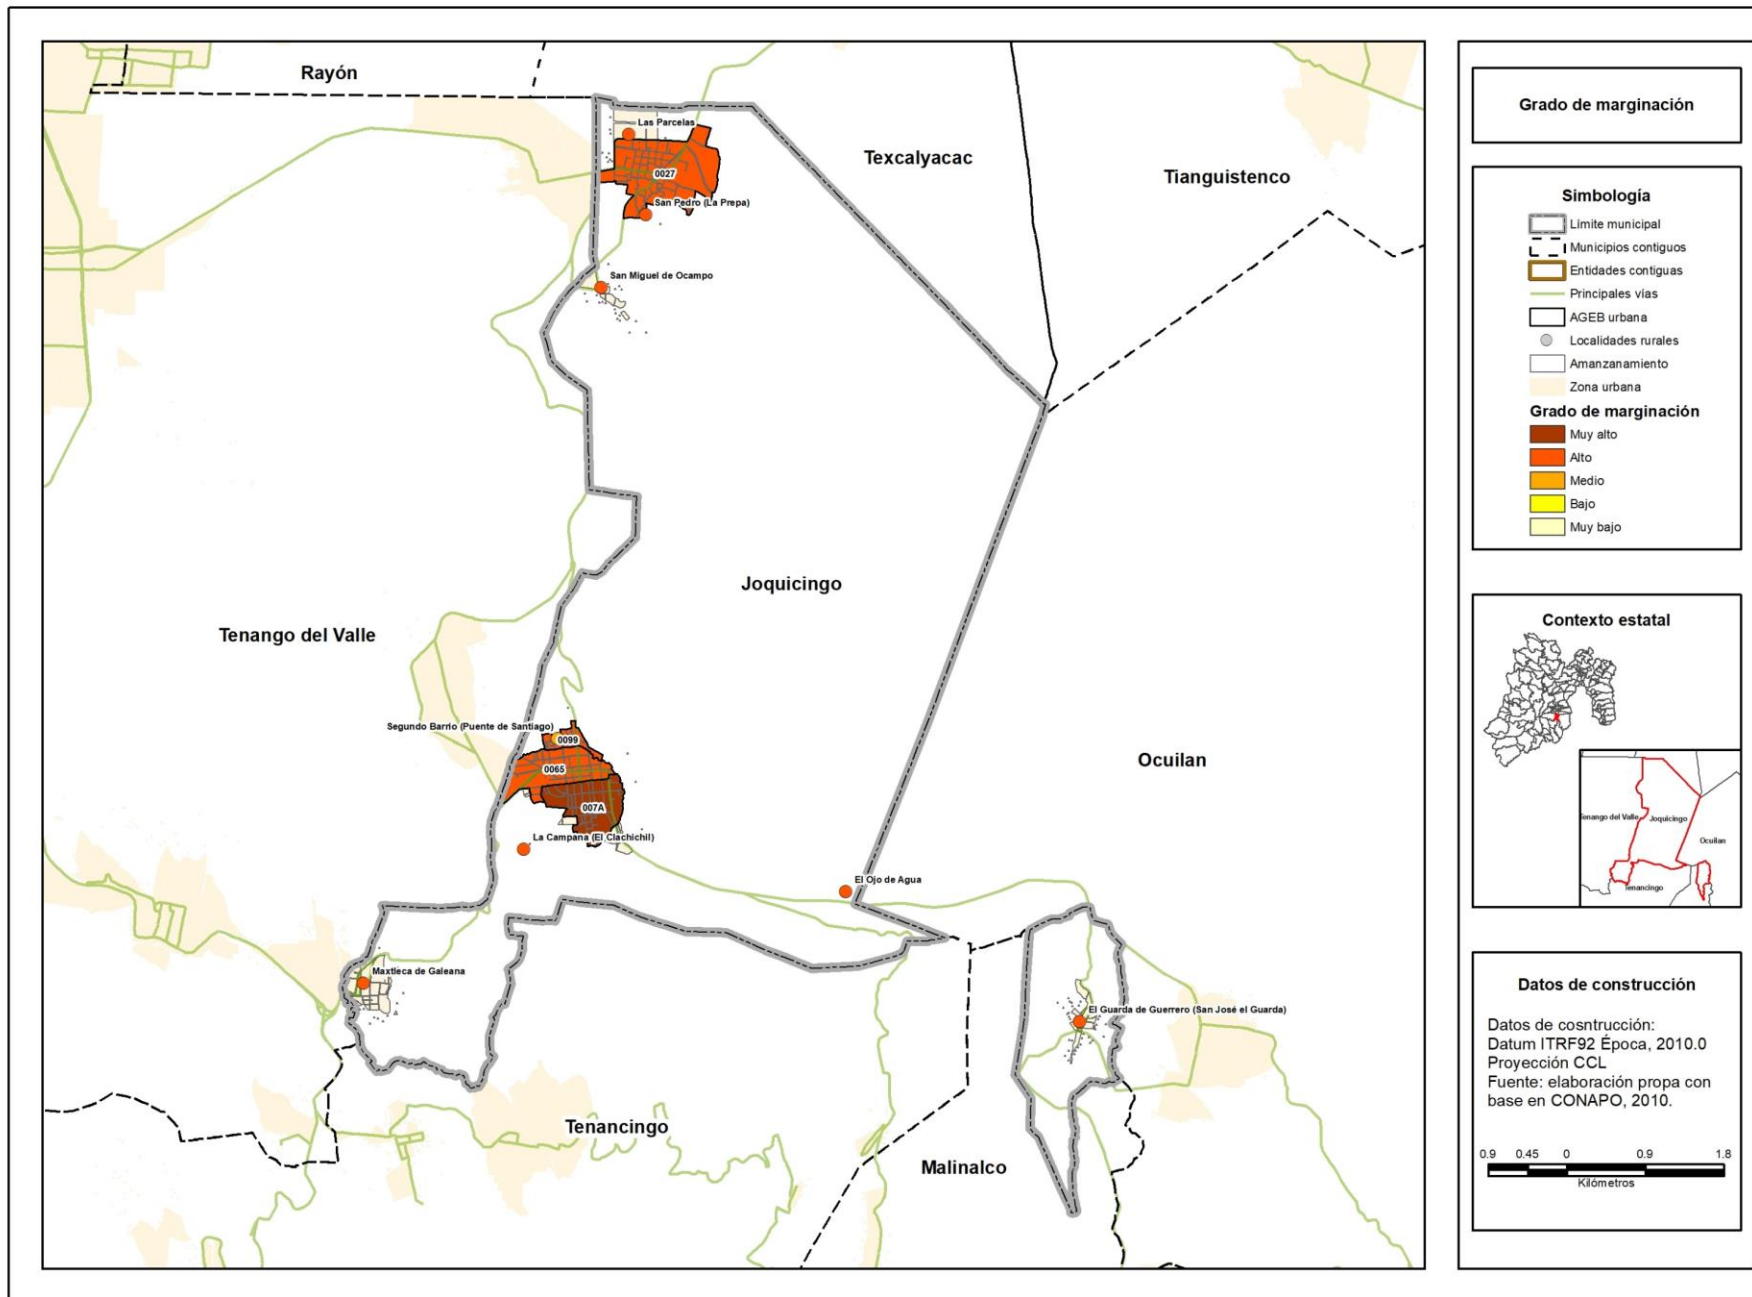 Rayón
Las Parcelas
Texcalyacac
Tianguistenco
0027
San Pedro (La Prepa)
San Miguel de Ocampo
Joquicingo
Tenango del Valle
Segundo Barrio (Puente de Santiago)
0099
0065
Ocuilan
007A
La Campana (El Clachichil)
El Ojo de Agua
Maxtleca de Galeana
El Guarda de Guerrero (San José el Guarda)
Tenancingo
Malinalco
Grado de marginación
Simbología
Límite municipal
Municipios contiguos
Entidades contiguas
Principales vías
AGEB urbana
Localidades rurales
Amanzanamiento
Zona urbana
Grado de marginación
Muy alto
Alto
Medio
Bajo
Muy bajo
Contexto estatal
Tenango del Valle
Joquicingo
Ocuilan
Tenancingo
Datos de construcción
Datos de cosntrucción:
Datum ITRF92 Época, 2010.0
Proyección CCL
Fuente: elaboración propa con
base en CONAPO, 2010.
0.9 0.45 0 0.9 1.8
Kilómetros